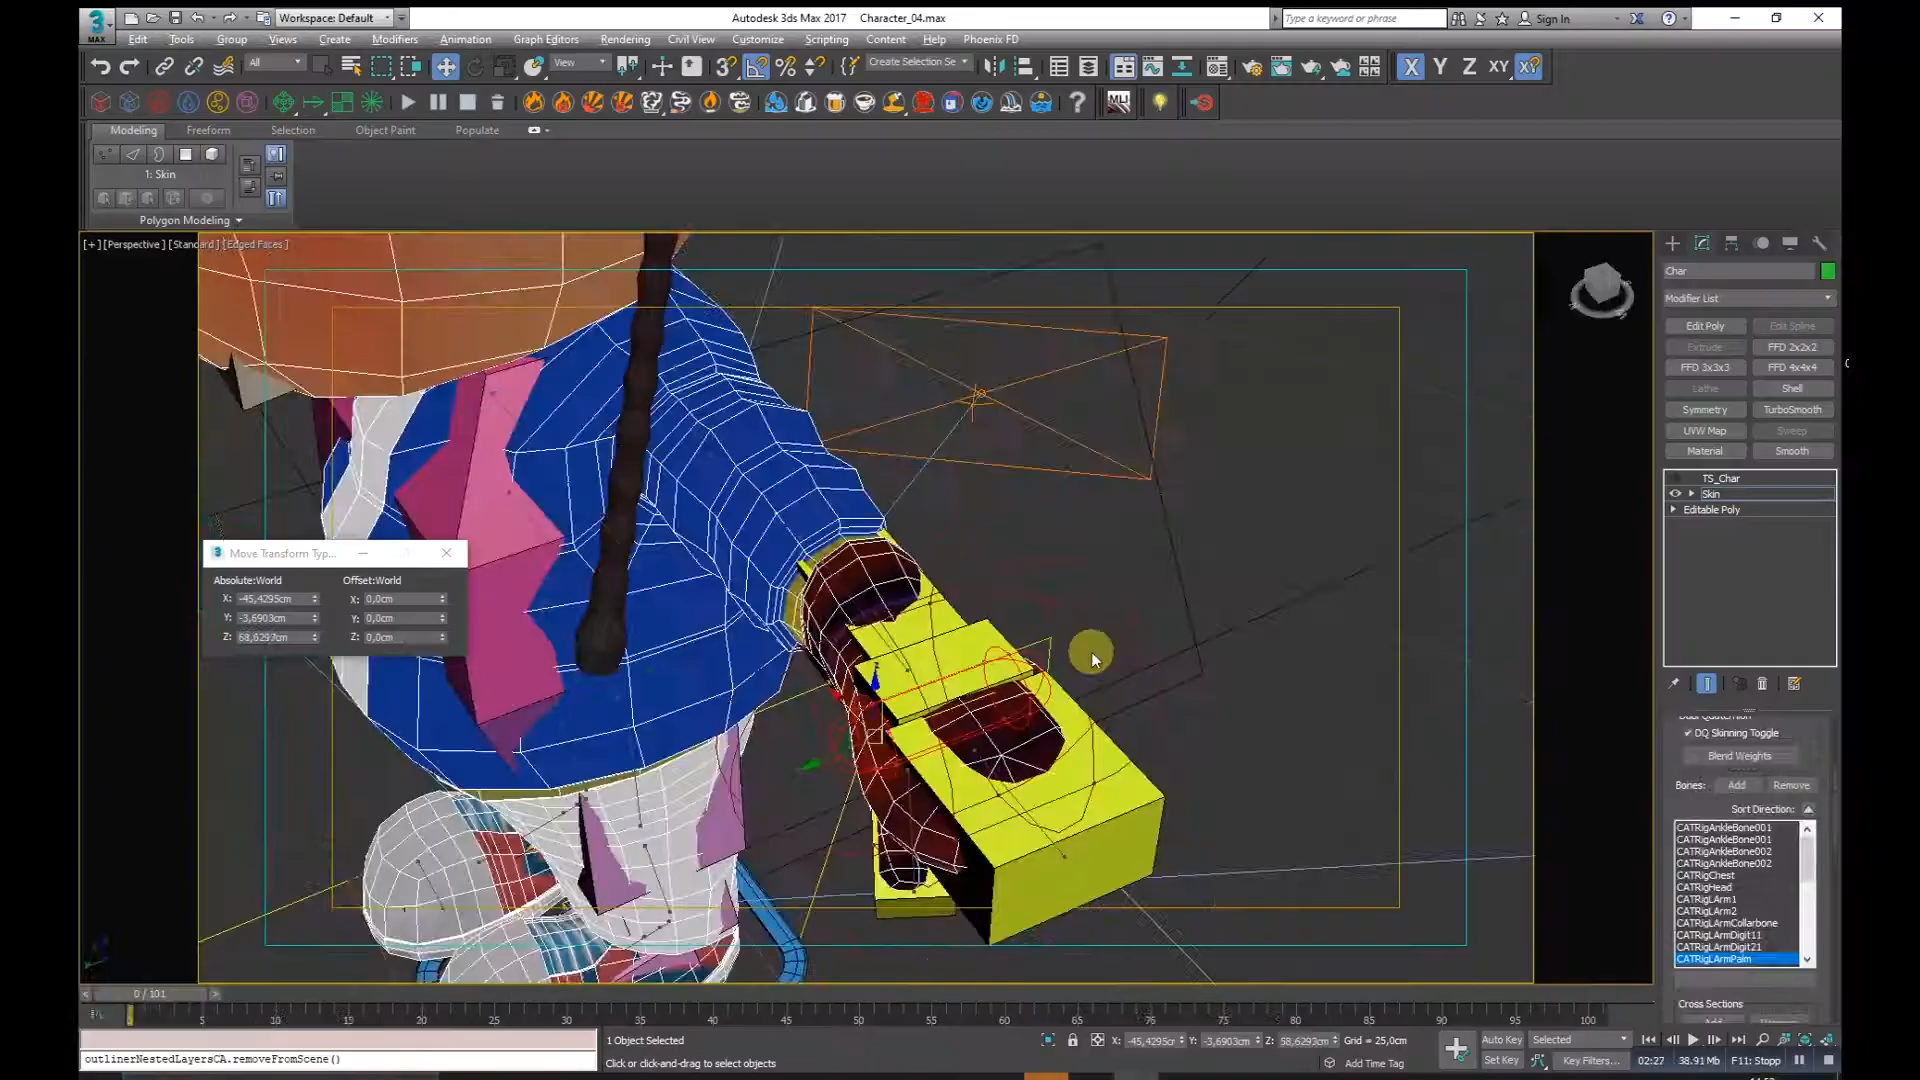 3
MAX
Workspace: Default
Autodesk 3ds Max 2017    Character_04.max
Type a keyword or phrase
Sign In
Edit Tools Group Views Create Modifiers Animation Graph Editors Rendering Civil View Customize Scripting Content Help Phoenix FD
All
View
Create Selection Se
X Y Z XY XY
Modeling Freeform Selection Object Paint Populate
1: Skin
Polygon Modeling
[+] [Perspective ] [Standard ] [Edged Faces ]
Char
Modifier List
Edit Poly Edit Spline
Extrude FFD 2x2x2
FFD 3x3x3 FFD 4x4x4
Lathe Shell
Symmetry TurboSmooth
UVW Map Sweep
Material Smooth
TS_Char
Skin
Editable Poly
Move Transform Typ...
Absolute:World Offset:World
X: -45,4295cm X: 0,0cm
Y: -3,6903cm Y: 0,0cm
Z: 58,6293cm Z: 0,0cm
Dual Quaternion
DQ Skinning Toggle
Blend Weights
Bones: Add Remove
Sort Direction:
CATRigAnkleBone001
CATRigAnkleBone001
CATRigAnkleBone002
CATRigAnkleBone002
CATRigChest
CATRigHead
CATRigLArm1
CATRigLArm2
CATRigLArmCollarbone
CATRigLArmDigit11
CATRigLArmDigit21
CATRigLArmPalm
Cross Sections
0 / 101
5 10 15 20 25 30 35 40 45 50 55 60 65 70 75 80 85 90 95 100
outlinerNestedLayersCA.removeFromScene()
1 Object Selected
Click or click-and-drag to select objects
X: -45,4295cr Y: -3,6903cm Z: 58,6293cm Grid = 25,0cm
Add Time Tag
Auto Key Selected
Set Key Key Filters...
02:27 38.91 Mb F11: Stopp